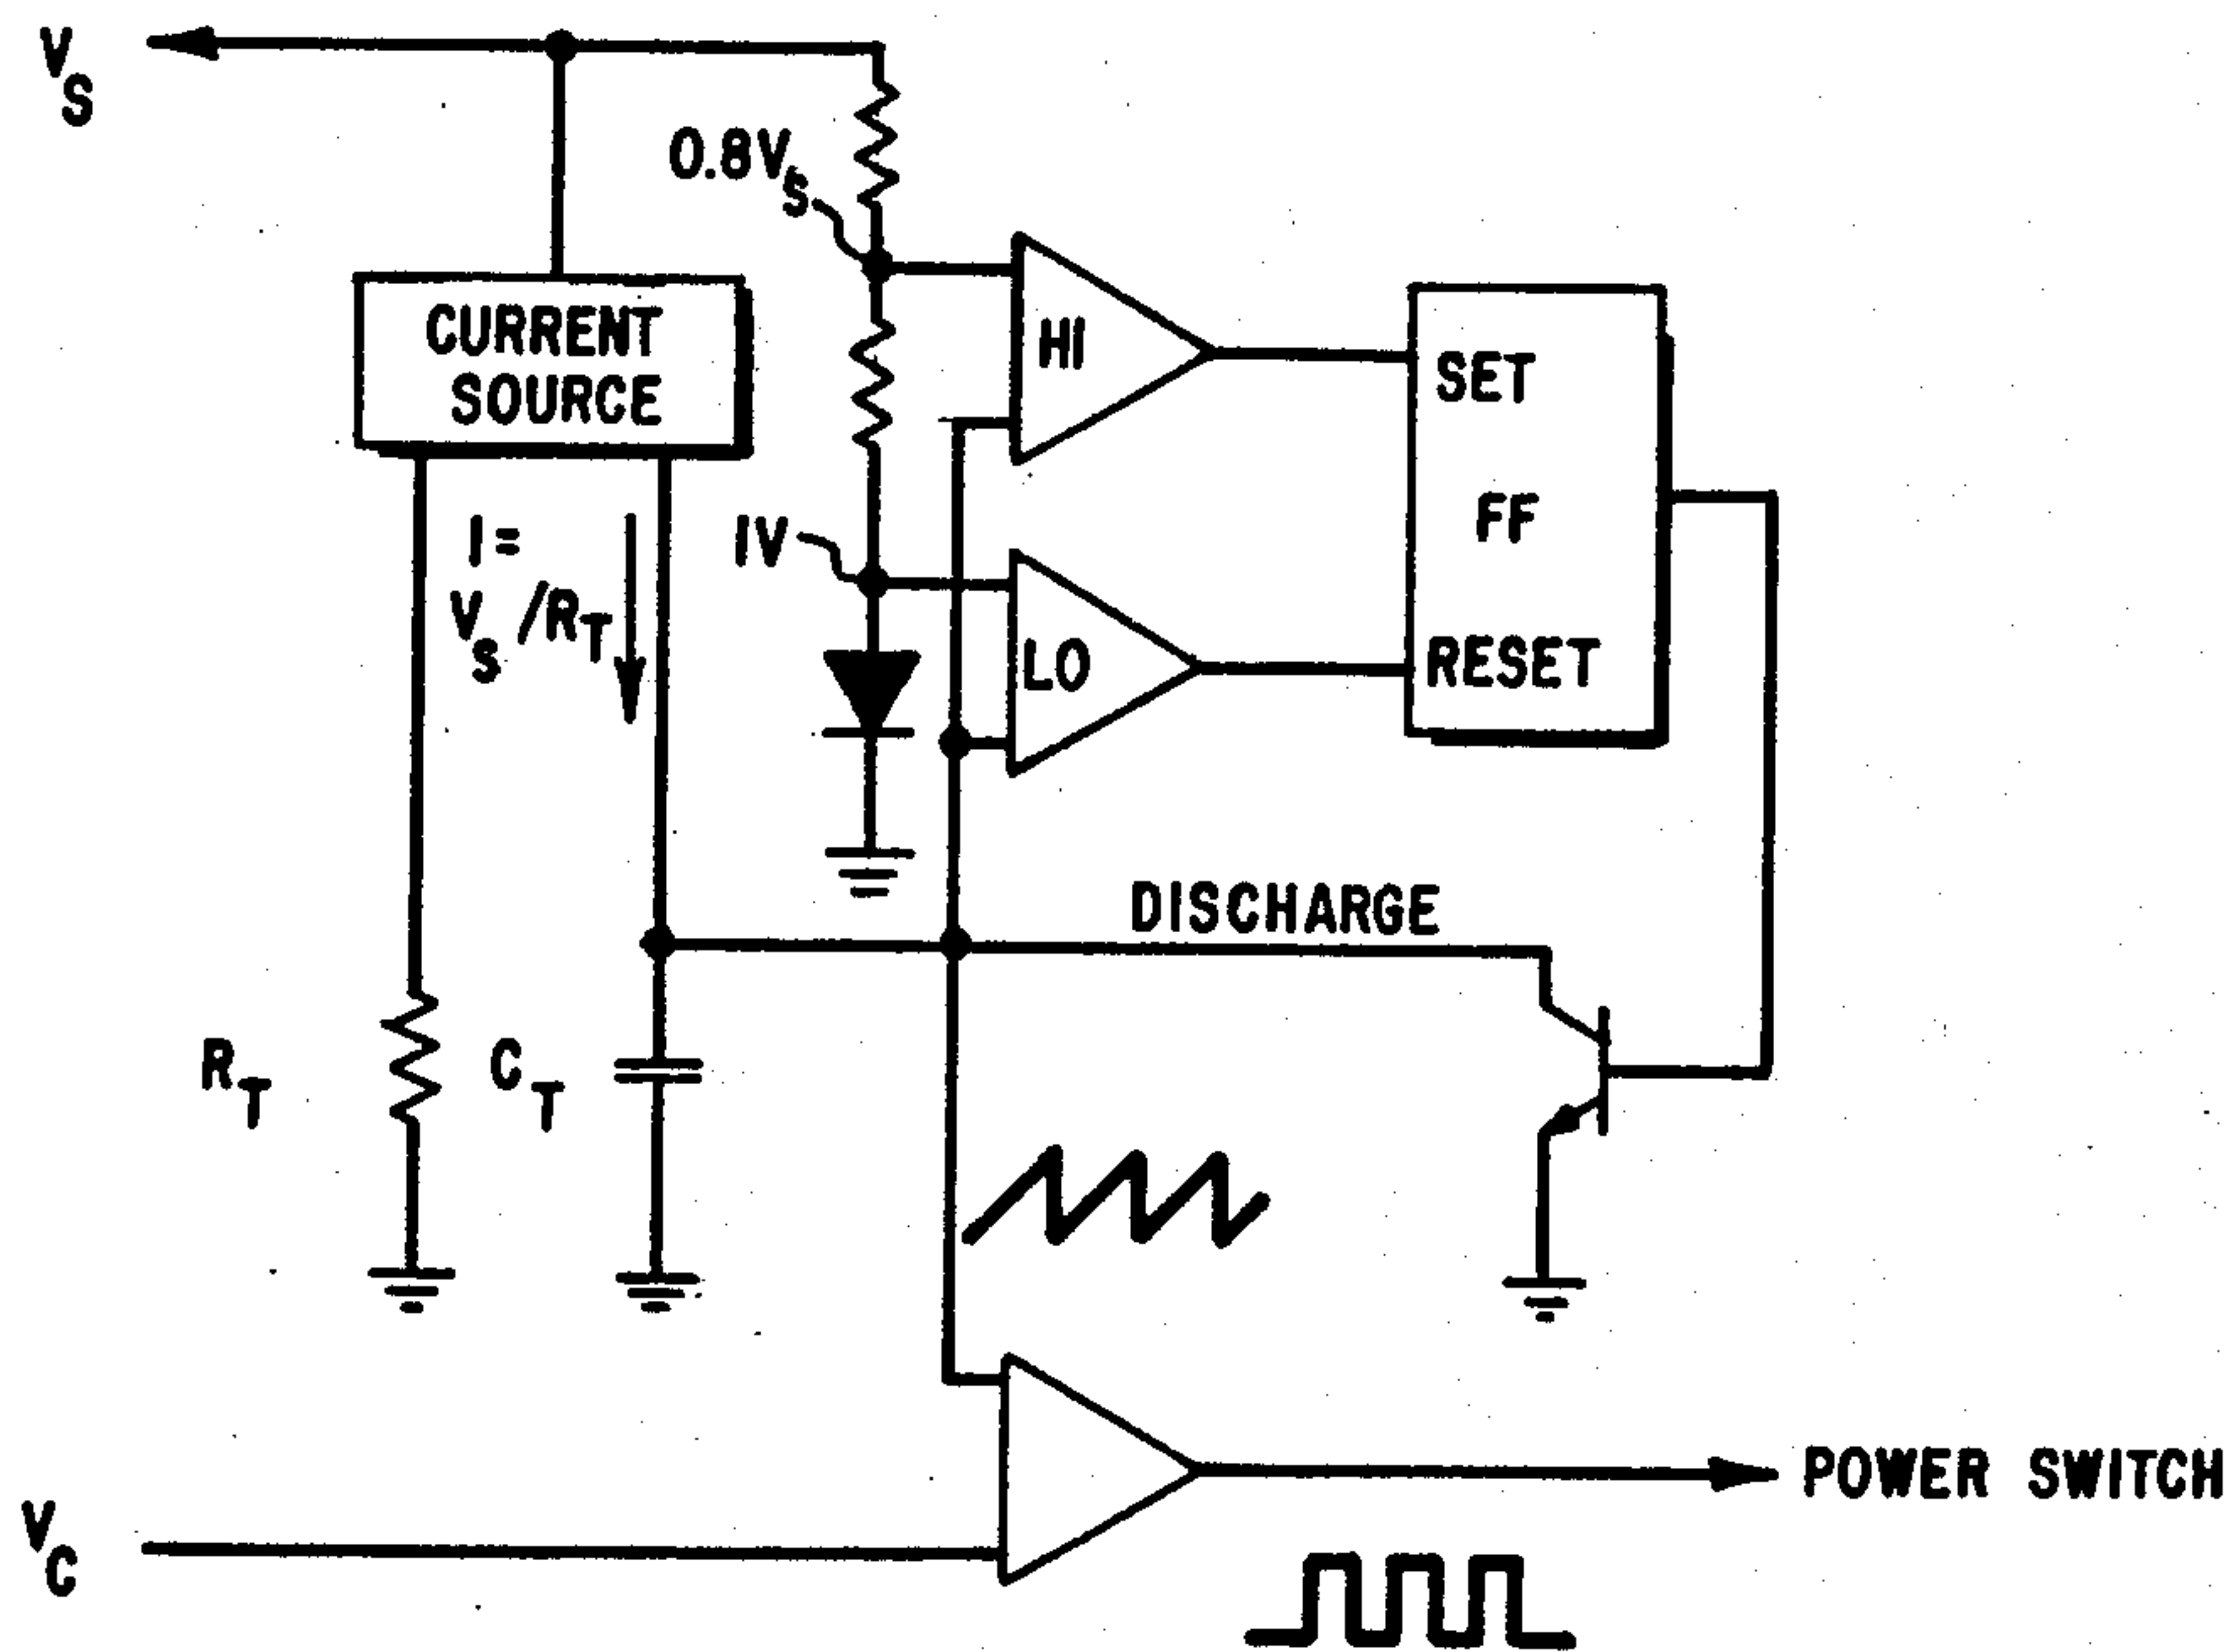 VS
0.8VS
CURRENT
SOURCE
HI
SET
I =
VS/RT
1V
FF
LO
RESET
DISCHARGE
RT
CT
POWER SWITCH
VC